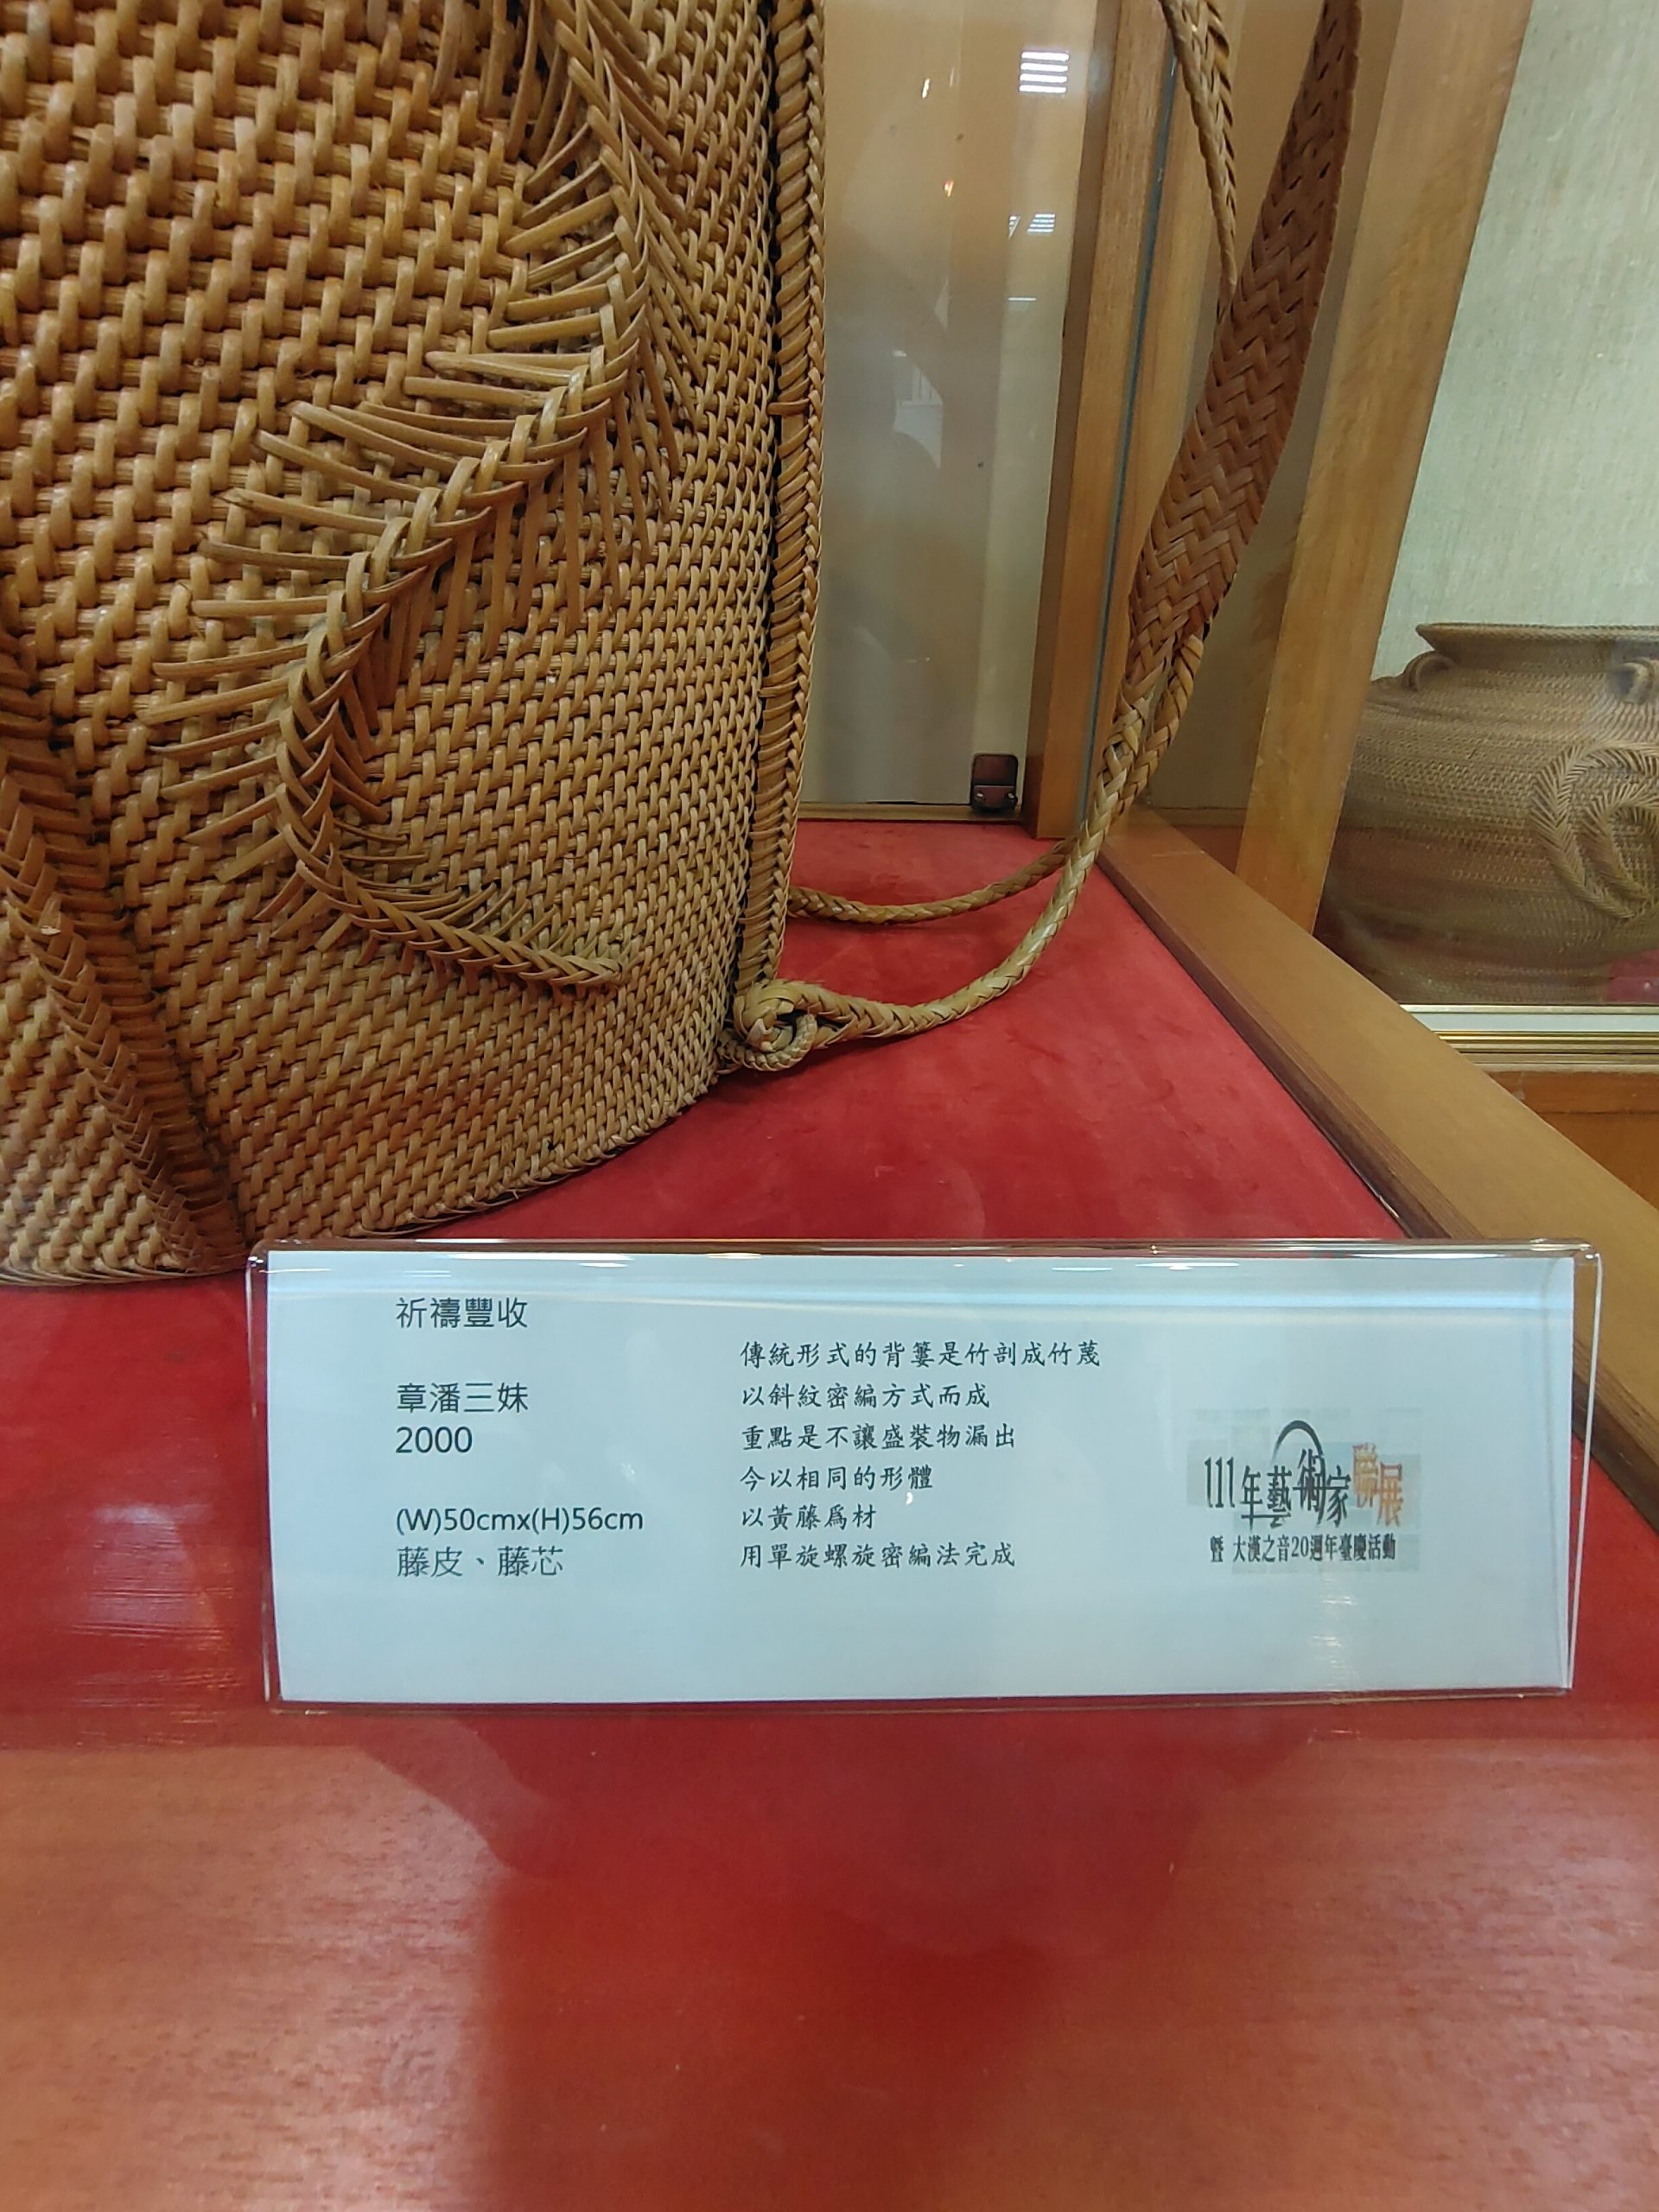 祈禱豐收
章潘三妹
2000
(W)50cmx(H)56cm
藤皮、藤芯
傳統形式的背簍是竹剖成竹蔑
以斜紋密編方式而成
重點是不讓盛裝物漏出
今以相同的形體
以黃藤爲材
用單旋螺旋密編法完成
111年藝術家聯展
暨 大漢之音20週年臺慶活動